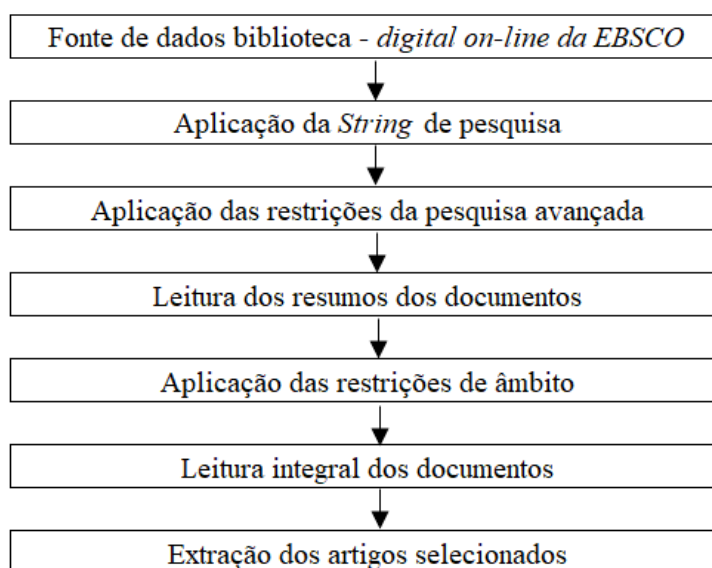 Fonte de dados biblioteca - digital on-line da EBSCO
Aplicação da String de pesquisa
Aplicação das restrições da pesquisa avançada
Leitura dos resumos dos documentos
Aplicação das restrições de âmbito
Leitura integral dos documentos
Extração dos artigos selecionados